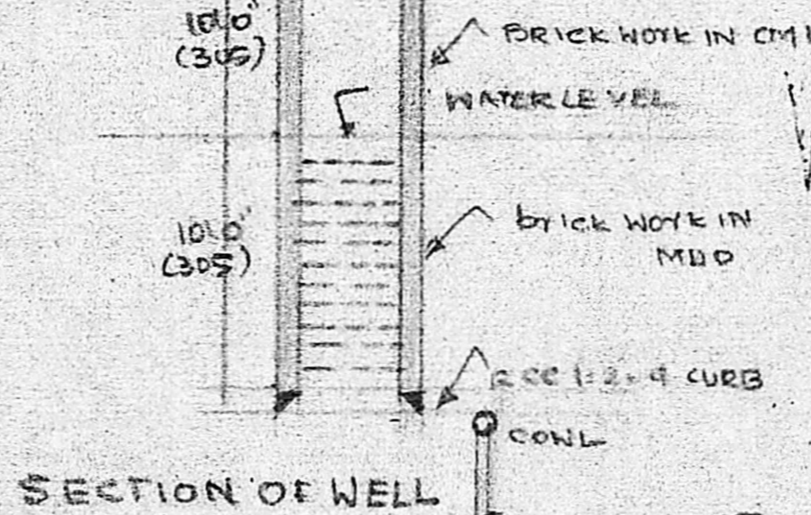 10'.0"
(305)
BRICK WORK IN CM 1
WATER LEVEL
10'.0"
(305)
brick work IN
MUD
RCC 1:2:4 CURB
COWL
SECTION OF WELL